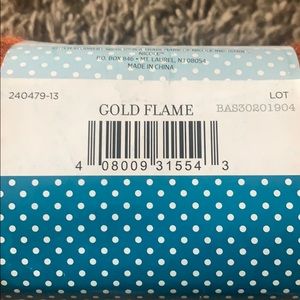 NICOLE™
P.O. BOX 846 • MT. LAUREL, NJ 08054
MADE IN CHINA
240479-13
LOT
GOLD FLAME
BAS30201904
4 08009 31554 3